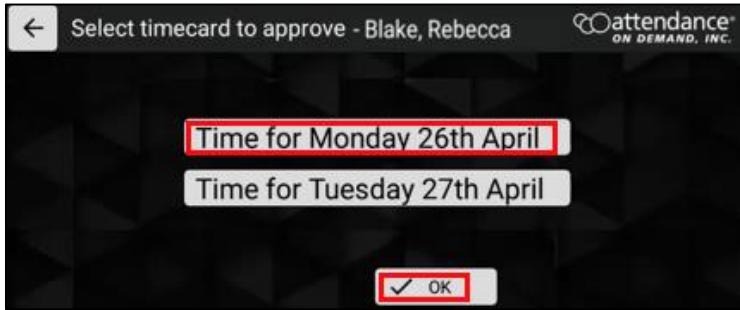 Select timecard to approve - Blake, Rebecca
attendance
ON DEMAND, INC.
Time for Monday 26th April
Time for Tuesday 27th April
OK